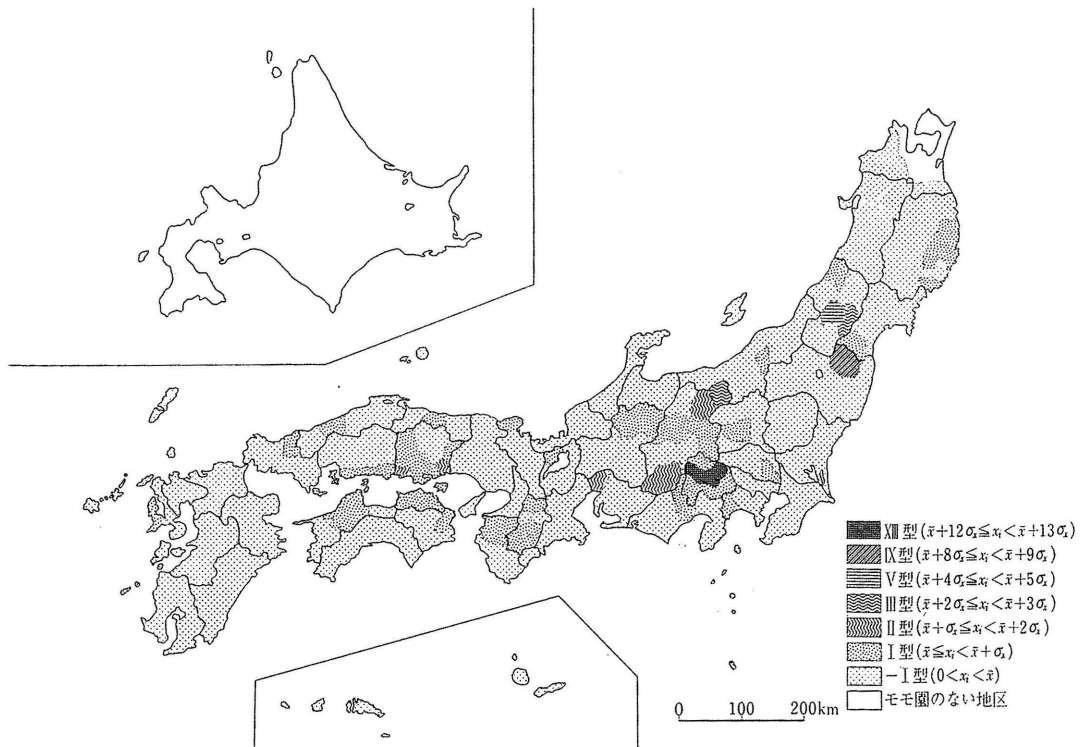 XIII型(x̄+12σₓ≦xᵢ<x̄+13σₓ)
IX型(x̄+8σₓ≦xᵢ<x̄+9σₓ)
V型(x̄+4σₓ≦xᵢ<x̄+5σₓ)
III型(x̄+2σₓ≦xᵢ<x̄+3σₓ)
II型(x̄+σₓ≦xᵢ<x̄+2σₓ)
I型(x̄≦xᵢ<x̄+σₓ)
−I型(0<xᵢ<x̄)
モモ園のない地区
0 100 200km